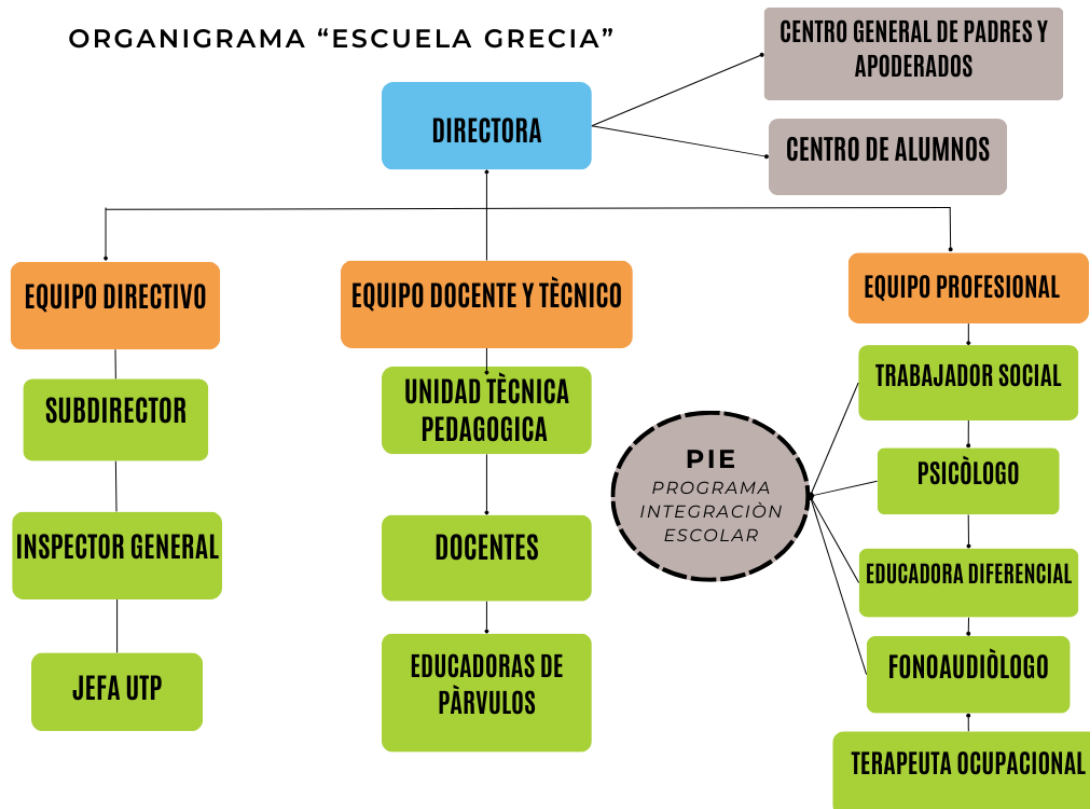 ORGANIGRAMA “ESCUELA GRECIA”
CENTRO GENERAL DE PADRES Y
APODERADOS
DIRECTORA
CENTRO DE ALUMNOS
EQUIPO DIRECTIVO
SUBDIRECTOR
INSPECTOR GENERAL
JEFA UTP
EQUIPO DOCENTE Y TÈCNICO
UNIDAD TÈCNICA
PEDAGOGICA
DOCENTES
EDUCADORAS DE
PÀRVULOS
PIE
PROGRAMA
INTEGRACIÒN
ESCOLAR
EQUIPO PROFESIONAL
TRABAJADOR SOCIAL
PSICÒLOGO
EDUCADORA DIFERENCIAL
FONOAUDIÒLOGO
TERAPEUTA OCUPACIONAL